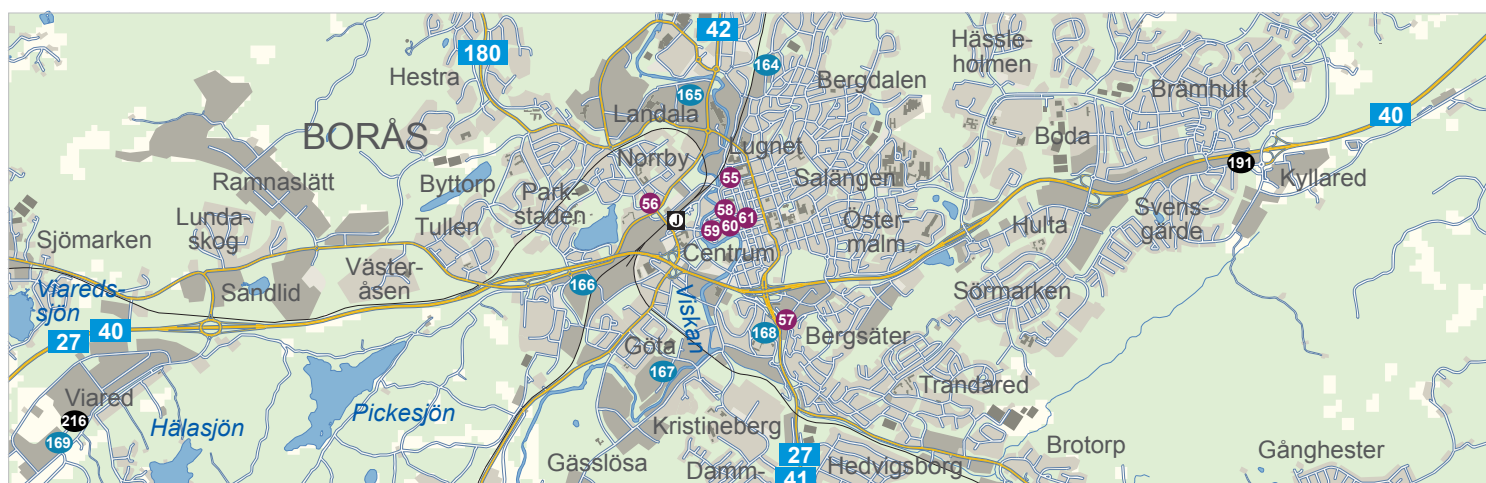 42
180
164
Hässle-
holmen
Hestra
Bergdalen
Brämhult
165
Landala
40
BORÅS
Boda
Lugnet
Norrby
191
Ramnaslätt
Byttorp
55
Salängen
Kyllared
Park-
staden
56
58
61
Lunda-
skog
Tullen
J
59
60
Öster-
malm
Hulta
Svens-
gärde
Sjömarken
Centrum
Väster-
åsen
Viareds-
sjön
Sandlid
166
Viskan
Sörmarken
40
27
57
168
Bergsäter
Göta
167
Trandared
Viared
216
169
Hälasjön
Pickesjön
Kristineberg
Brotorp
Gånghester
27
41
Gässlösa
Damm-
Hedvigsborg